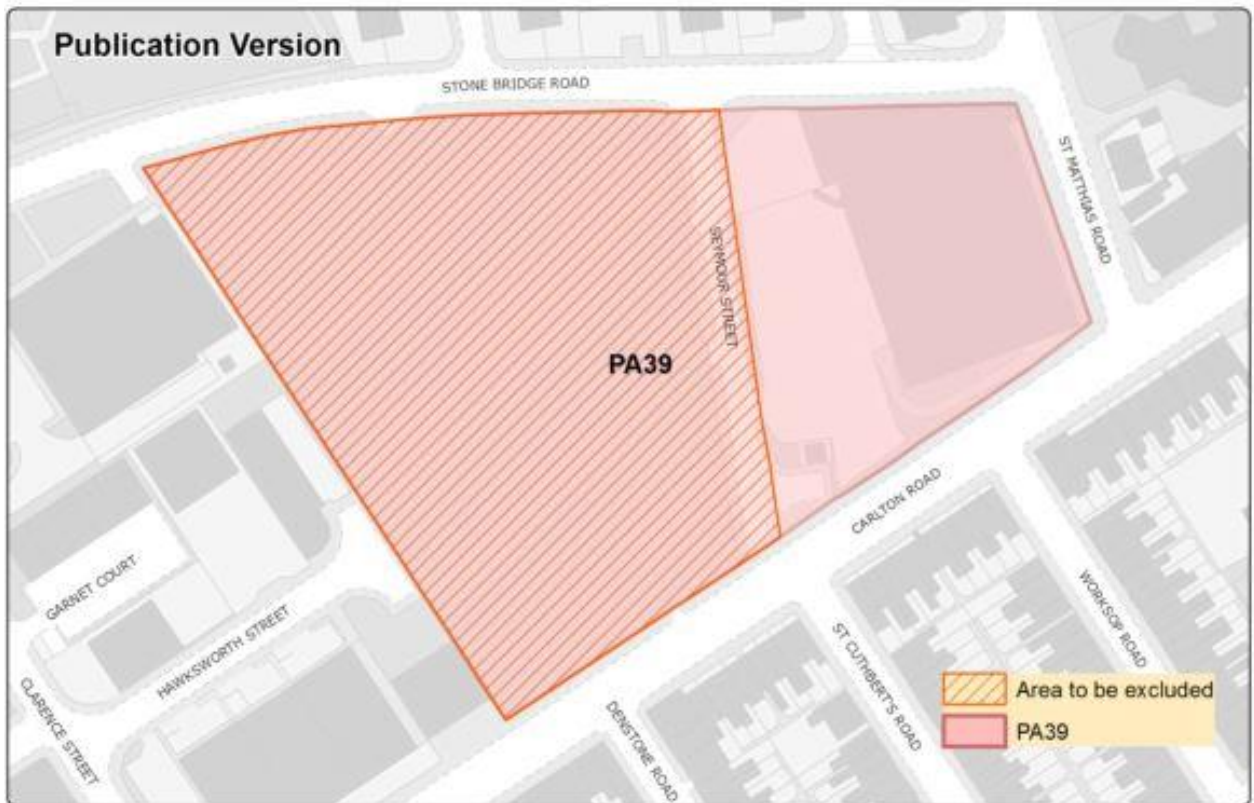 Publication Version
STONE BRIDGE ROAD
ST MATTHIAS ROAD
SEYMOUR STREET
PA39
CARLTON ROAD
GARNET COURT
HAWKSWORTH STREET
CLARENCE STREET
DENSTONE ROAD
ST CUTHBERT'S ROAD
WORKSOP ROAD
Area to be excluded
PA39